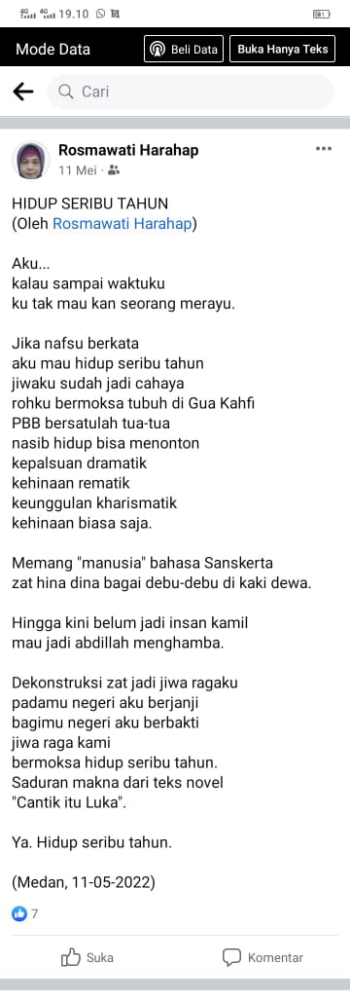 4G 4G 19.10 81
Mode Data
Beli Data
Buka Hanya Teks
Cari
Rosmawati Harahap
11 Mei ·
HIDUP SERIBU TAHUN
(Oleh Rosmawati Harahap)
Aku...
kalau sampai waktuku
ku tak mau kan seorang merayu.
Jika nafsu berkata
aku mau hidup seribu tahun
jiwaku sudah jadi cahaya
rohku bermoksa tubuh di Gua Kahfi
PBB bersatulah tua-tua
nasib hidup bisa menonton
kepalsuan dramatik
kehinaan rematik
keunggulan kharismatik
kehinaan biasa saja.
Memang "manusia" bahasa Sanskerta
zat hina dina bagai debu-debu di kaki dewa.
Hingga kini belum jadi insan kamil
mau jadi abdillah menghamba.
Dekonstruksi zat jadi jiwa ragaku
padamu negeri aku berjanji
bagimu negeri aku berbakti
jiwa raga kami
bermoksa hidup seribu tahun.
Saduran makna dari teks novel
"Cantik itu Luka".
Ya. Hidup seribu tahun.
(Medan, 11-05-2022)
7
Suka
Komentar